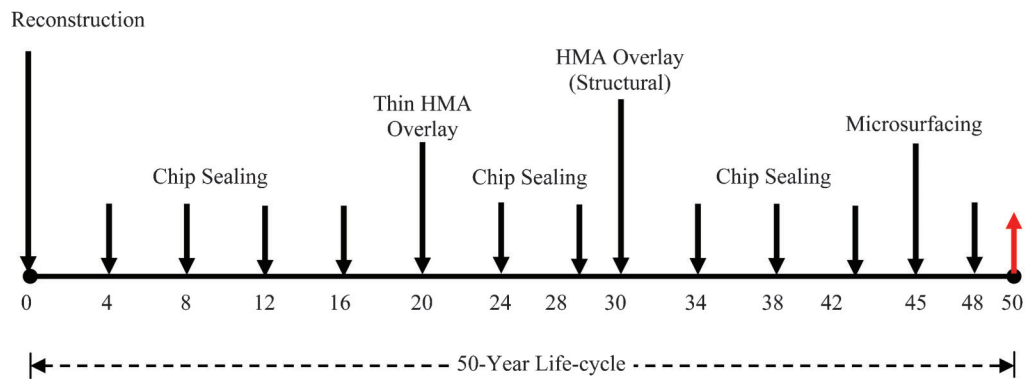 Reconstruction
HMA Overlay
(Structural)
Thin HMA
Overlay
Microsurfacing
Chip Sealing
Chip Sealing
Chip Sealing
0 4 8 12 16 20 24 28 30 34 38 42 45 48 50
50-Year Life-cycle